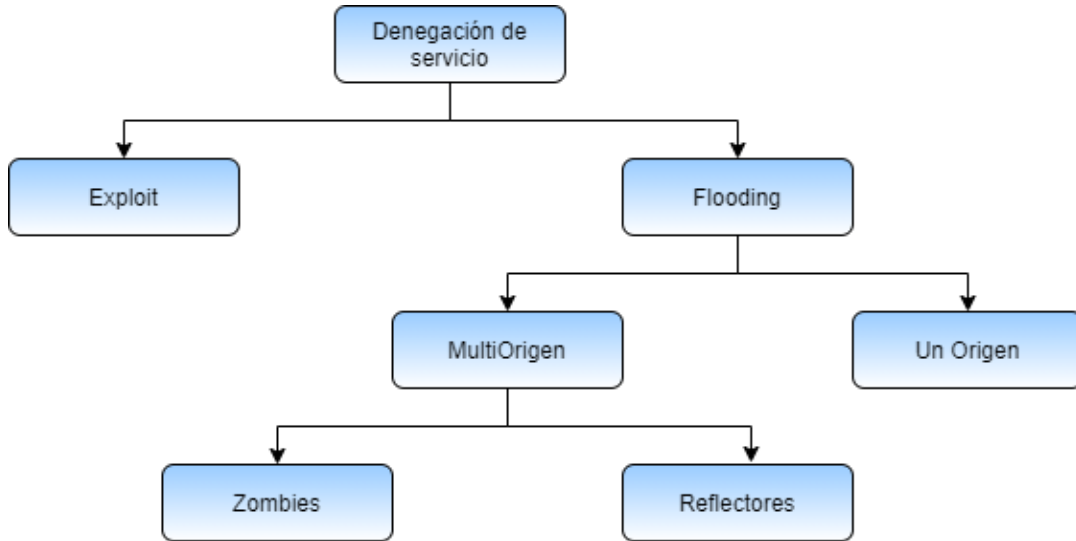 Denegación de
servicio
Exploit
Flooding
MultiOrigen
Un Origen
Zombies
Reflectores